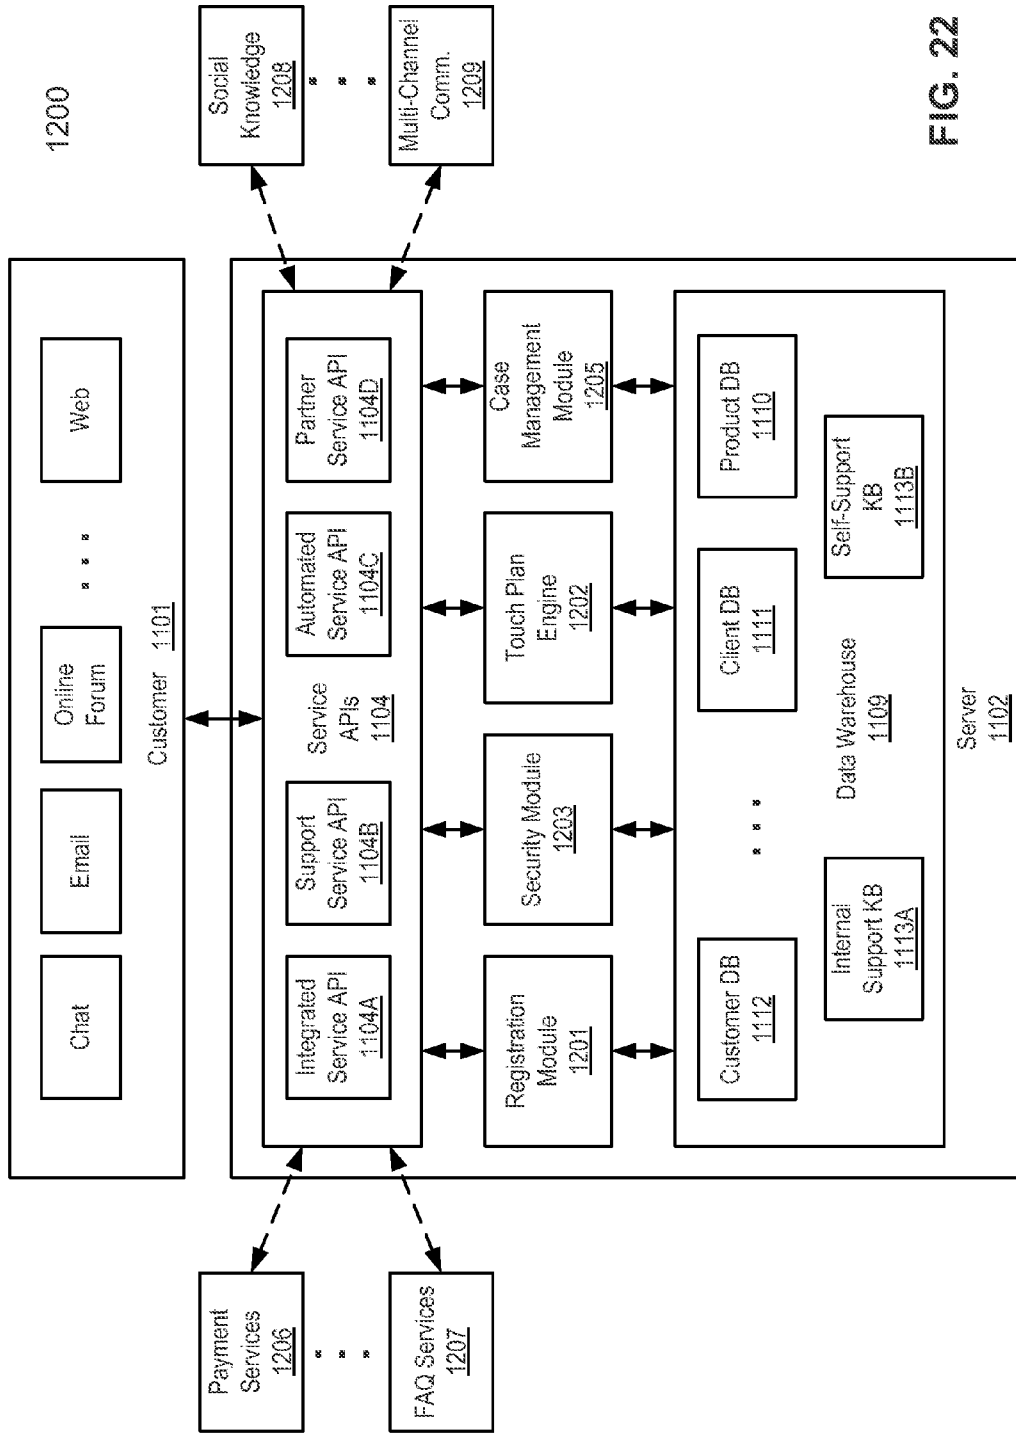 1200
Chat
Email
Online
Forum
Web
Customer 1101
Payment
Services
1206
FAQ Services
1207
Social
Knowledge
1208
Multi-Channel
Comm.
1209
Integrated
Service API
1104A
Support
Service API
1104B
Service
APIs
1104
Automated
Service API
1104C
Partner
Service API
1104D
Registration
Module
1201
Security Module
1203
Touch Plan
Engine
1202
Case
Management
Module
1205
Customer DB
1112
Client DB
1111
Product DB
1110
Internal
Support KB
1113A
Data Warehouse
1109
Self-Support
KB
1113B
Server
1102
FIG. 22